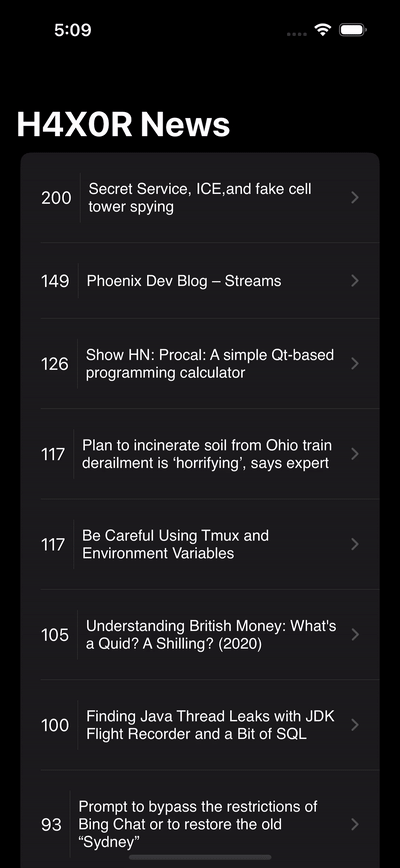 5:09
H4X0R News
200
Secret Service, ICE,and fake cell
tower spying
149
Phoenix Dev Blog – Streams
126
Show HN: Procal: A simple Qt-based
programming calculator
117
Plan to incinerate soil from Ohio train
derailment is ‘horrifying’, says expert
117
Be Careful Using Tmux and
Environment Variables
105
Understanding British Money: What's
a Quid? A Shilling? (2020)
100
Finding Java Thread Leaks with JDK
Flight Recorder and a Bit of SQL
93
Prompt to bypass the restrictions of
Bing Chat or to restore the old
“Sydney”